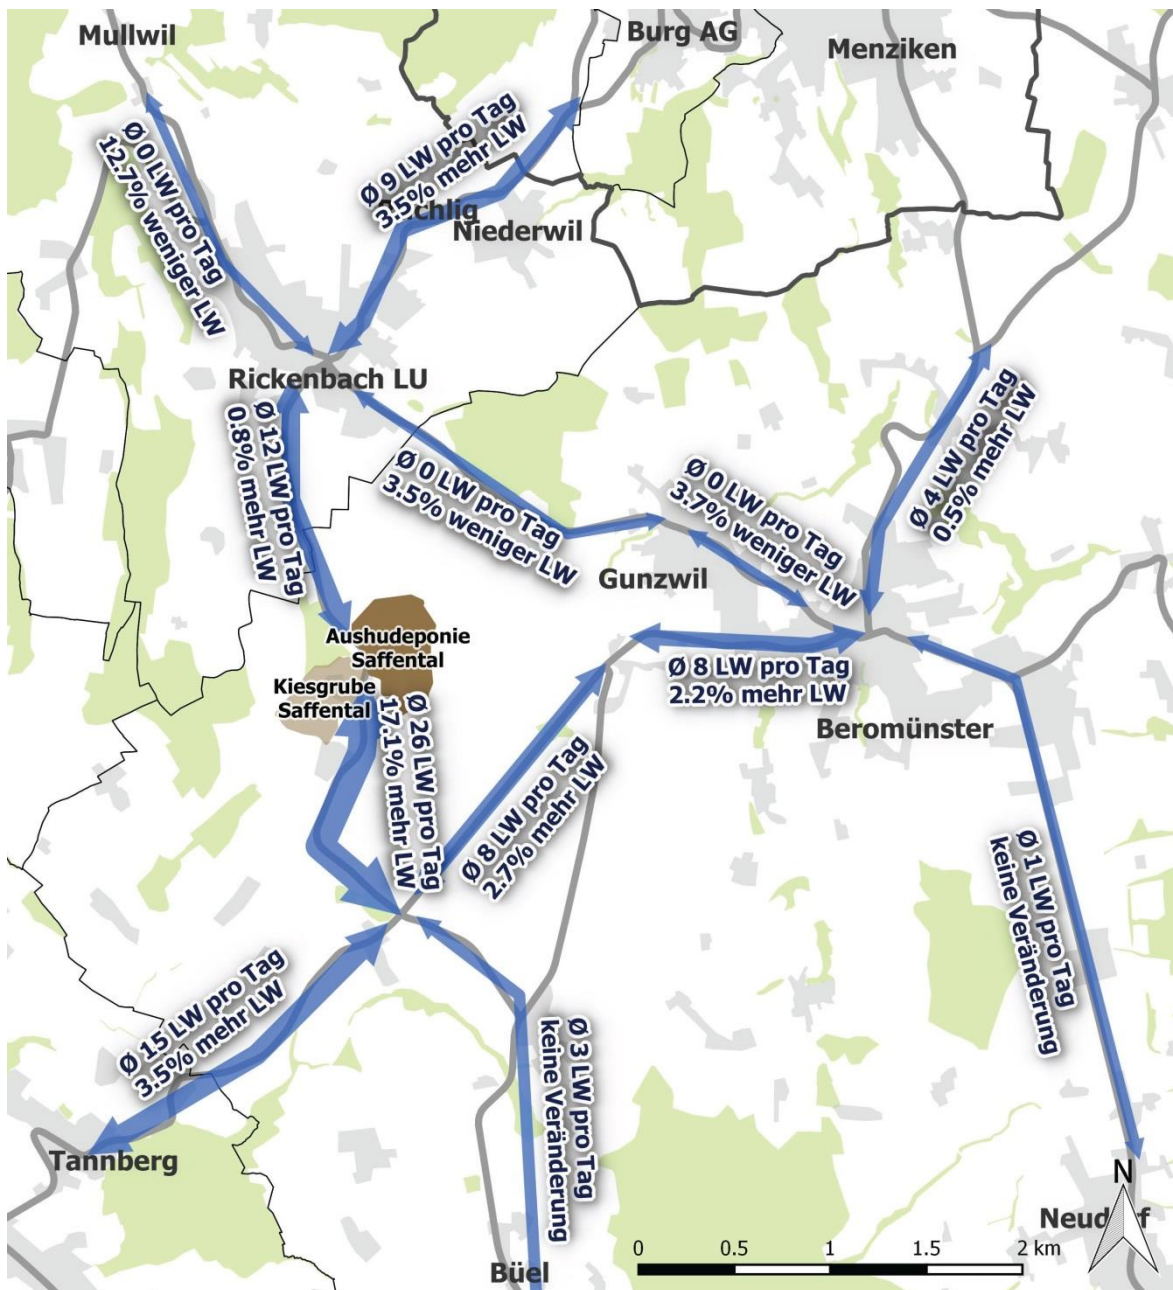 Mullwil
Burg AG
Menziken
Ø 0 LW pro Tag
12.7% weniger LW
Ø 9 LW pro Tag
3.5% mehr LW
Niederwil
Rickenbach LU
Ø 12 LW pro Tag
0.8% mehr LW
Ø 0 LW pro Tag
3.5% weniger LW
Ø 0 LW pro Tag
3.7% weniger LW
Ø 4 LW pro Tag
0.5% mehr LW
Gunzwil
Aushudeponie
Saffental
Kiesgrube
Saffental
Ø 26 LW pro Tag
17.1% mehr LW
Ø 8 LW pro Tag
2.7% mehr LW
Ø 8 LW pro Tag
2.2% mehr LW
Beromünster
Ø 1 LW pro Tag
keine Veränderung
Ø 15 LW pro Tag
3.5% mehr LW
Ø 3 LW pro Tag
keine Veränderung
Tannberg
Büel
N
Neudorf
0 0.5 1 1.5 2 km